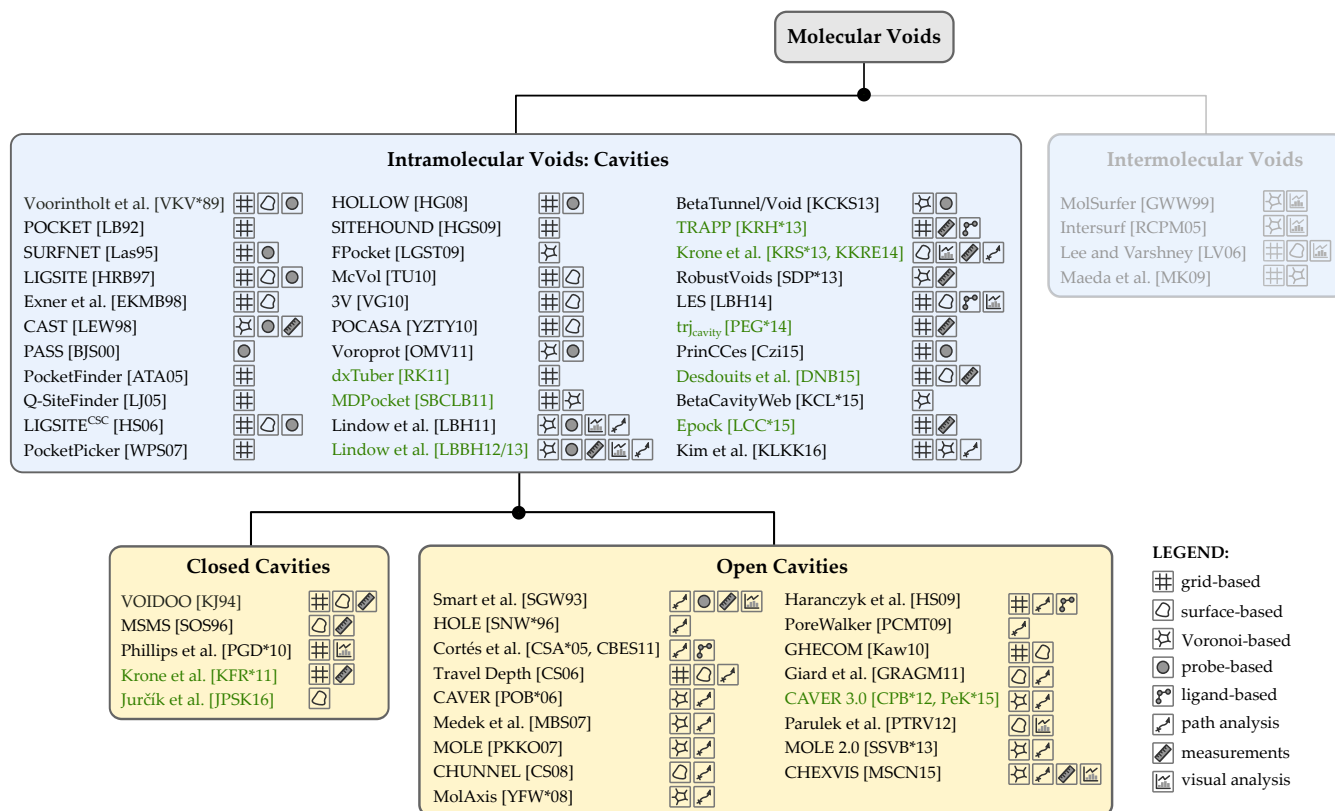 Molecular Voids
Intramolecular Voids: Cavities
Voorintholt et al. [VKV*89]
POCKET [LB92]
SURFNET [Las95]
LIGSITE [HRB97]
Exner et al. [EKMB98]
CAST [LEW98]
PASS [BJS00]
PocketFinder [ATA05]
Q-SiteFinder [LJ05]
LIGSITECSC [HS06]
PocketPicker [WPS07]
HOLLOW [HG08]
SITEHOUND [HGS09]
FPocket [LGST09]
McVol [TU10]
3V [VG10]
POCASA [YZTY10]
Voroprot [OMV11]
dxTuber [RK11]
MDPocket [SBCLB11]
Lindow et al. [LBH11]
Lindow et al. [LBBH12/13]
BetaTunnel/Void [KCKS13]
TRAPP [KRH*13]
Krone et al. [KRS*13, KKRE14]
RobustVoids [SDP*13]
LES [LBH14]
trjcavity [PEG*14]
PrinCCes [Czi15]
Desdouits et al. [DNB15]
BetaCavityWeb [KCL*15]
Epock [LCC*15]
Kim et al. [KLKK16]
Intermolecular Voids
MolSurfer [GWW99]
Intersurf [RCPM05]
Lee and Varshney [LV06]
Maeda et al. [MK09]
Closed Cavities
VOIDOO [KJ94]
MSMS [SOS96]
Phillips et al. [PGD*10]
Krone et al. [KFR*11]
Jurčík et al. [JPSK16]
Open Cavities
Smart et al. [SGW93]
HOLE [SNW*96]
Cortés et al. [CSA*05, CBES11]
Travel Depth [CS06]
CAVER [POB*06]
Medek et al. [MBS07]
MOLE [PKKO07]
CHUNNEL [CS08]
MolAxis [YFW*08]
Haranczyk et al. [HS09]
PoreWalker [PCMT09]
GHECOM [Kaw10]
Giard et al. [GRAGM11]
CAVER 3.0 [CPB*12, PeK*15]
Parulek et al. [PTRV12]
MOLE 2.0 [SSVB*13]
CHEXVIS [MSCN15]
LEGEND:
grid-based
surface-based
Voronoi-based
probe-based
ligand-based
path analysis
measurements
visual analysis